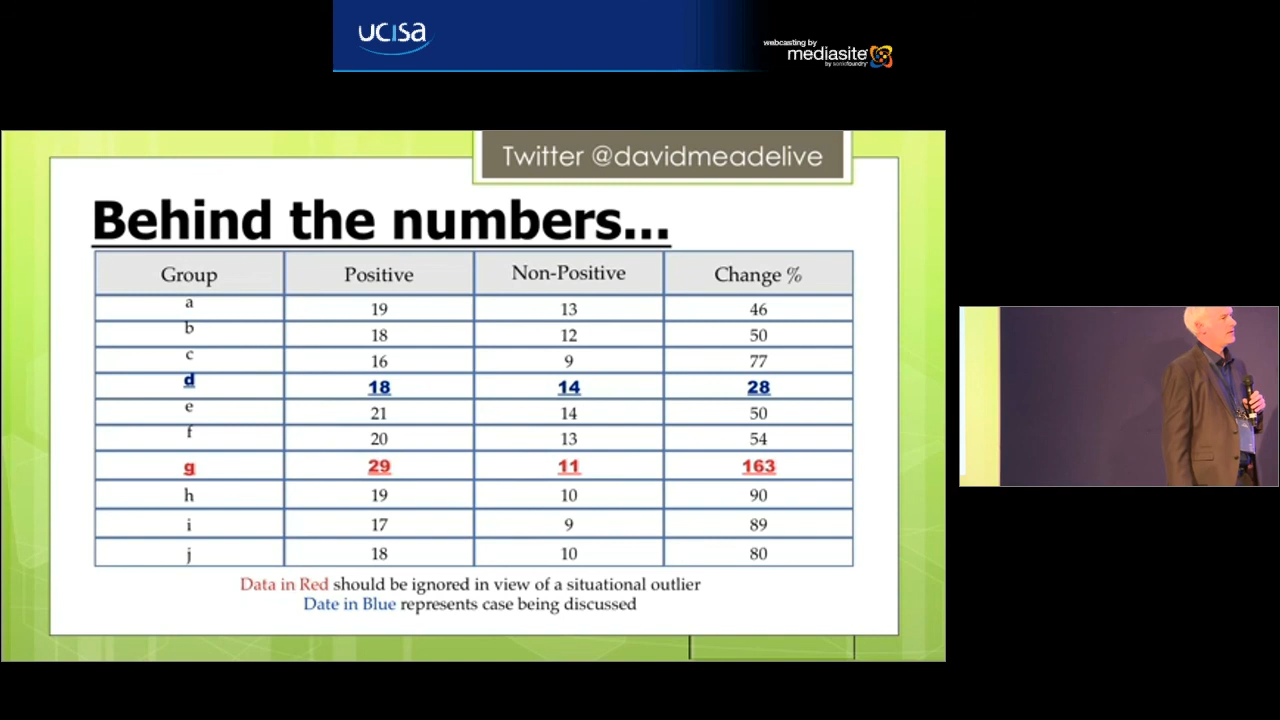 ucisa
webcasting by
mediasite
by sonicfoundry
Twitter @davidmeadelive
Behind the numbers...
Group Positive Non-Positive Change %
a 19 13 46
b 18 12 50
c 16 9 77
d 18 14 28
e 21 14 50
f 20 13 54
g 29 11 163
h 19 10 90
i 17 9 89
j 18 10 80
Data in Red should be ignored in view of a situational outlier
Date in Blue represents case being discussed